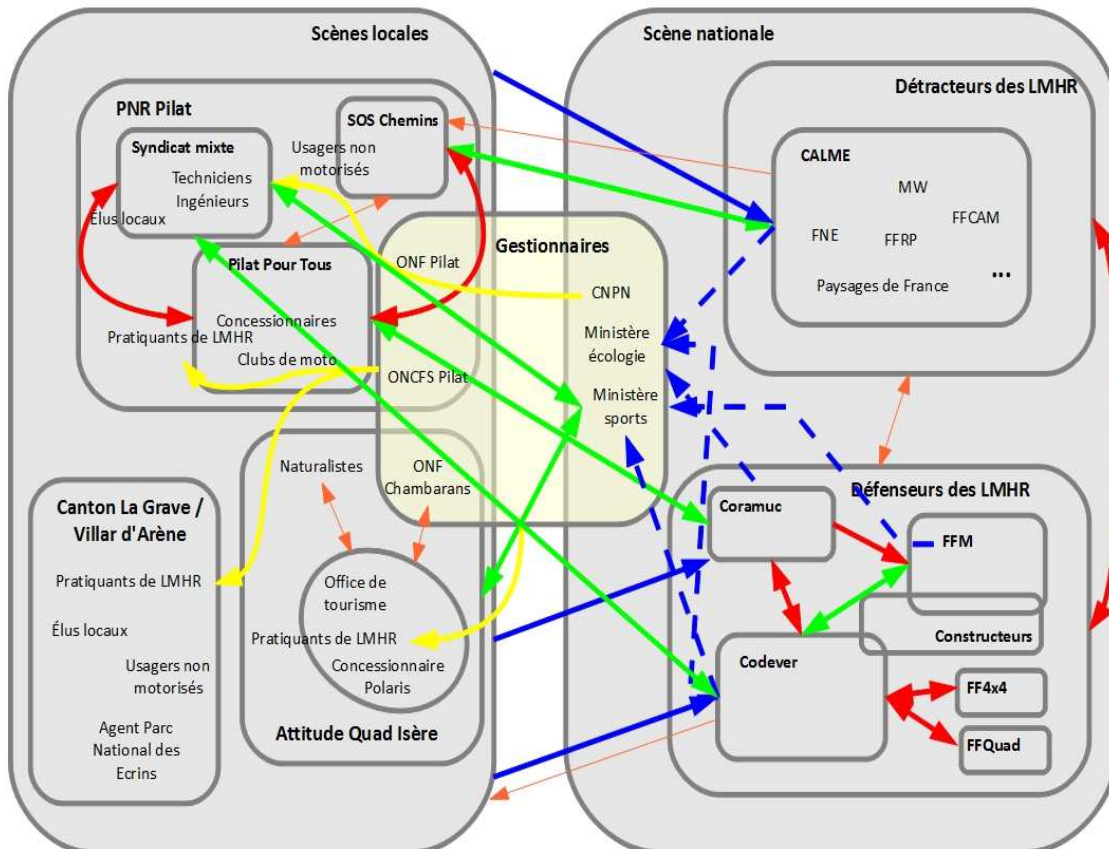 Scènes locales
Scène nationale
PNR Pilat
SOS Chemins
Syndicat mixte
Usagers non
motorisés
Techniciens
Ingénieurs
Élus locaux
Pilat Pour Tous
Concessionnaires
Pratiquants de LMHR
Clubs de moto
Gestionnaires
ONF Pilat
CNPN
Ministère
écologie
ONCFS Pilat
Ministère
sports
ONF
Chambarans
Détracteurs des LMHR
CALME
MW
FFCAM
FNE
FFRP
Paysages de France
...
Naturalistes
Office de
tourisme
Pratiquants de LMHR
Concessionnaire
Polaris
Attitude Quad Isère
Canton La Grave /
Villar d'Arène
Pratiquants de LMHR
Élus locaux
Usagers non
motorisés
Agent Parc
National des
Ecrins
Défenseurs des LMHR
Coramuc
FFM
Constructeurs
Codever
FF4x4
FFQuad